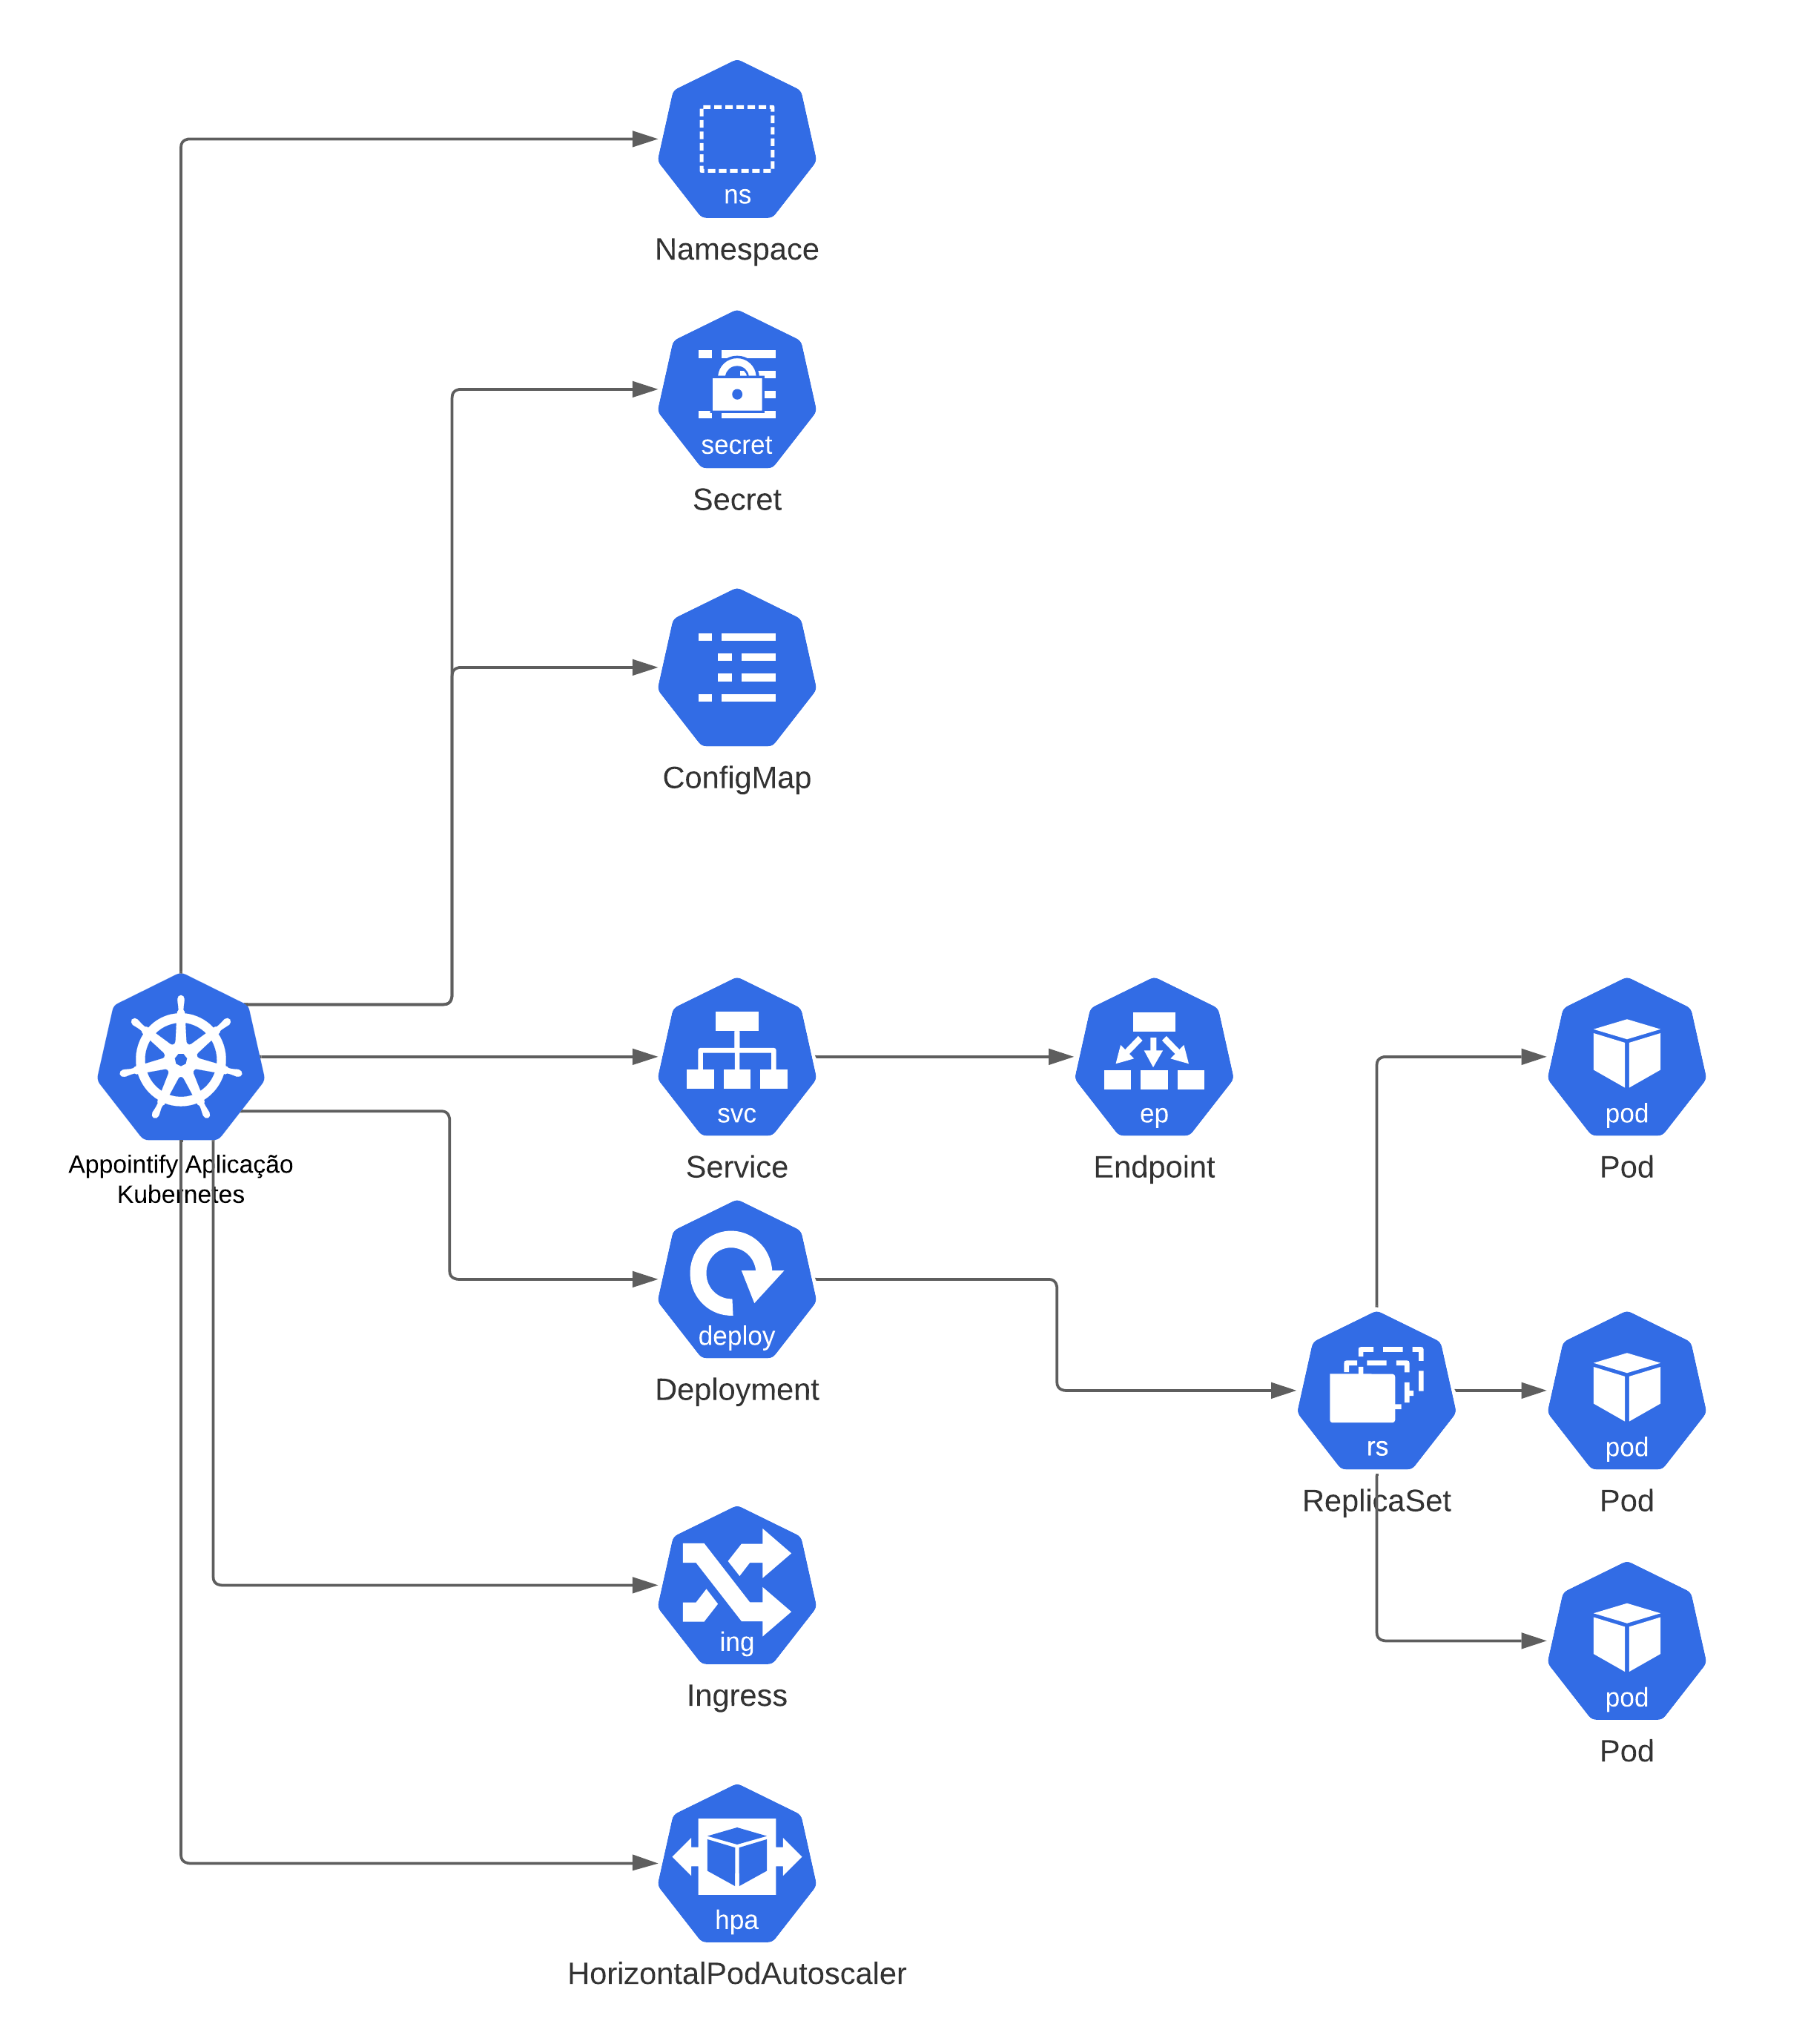 ns
Namespace
secret
Secret
ConfigMap
Appointify Aplicação
Kubernetes
svc
Service
ep
Endpoint
pod
Pod
deploy
Deployment
rs
ReplicaSet
pod
Pod
ing
Ingress
pod
Pod
hpa
HorizontalPodAutoscaler